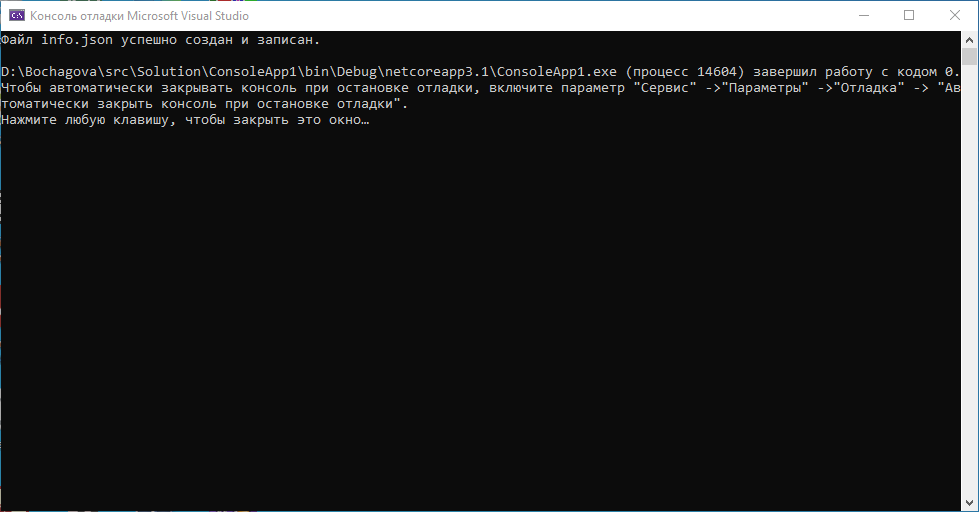 Консоль отладки Microsoft Visual Studio
Файл info.json успешно создан и записан.
D:\Bochagova\src\Solution\ConsoleApp1\bin\Debug\netcoreapp3.1\ConsoleApp1.exe (процесс 14604) завершил работу с кодом 0.
Чтобы автоматически закрывать консоль при остановке отладки, включите параметр "Сервис" ->"Параметры" ->"Отладка" -> "Ав
томатически закрыть консоль при остановке отладки".
Нажмите любую клавишу, чтобы закрыть это окно…